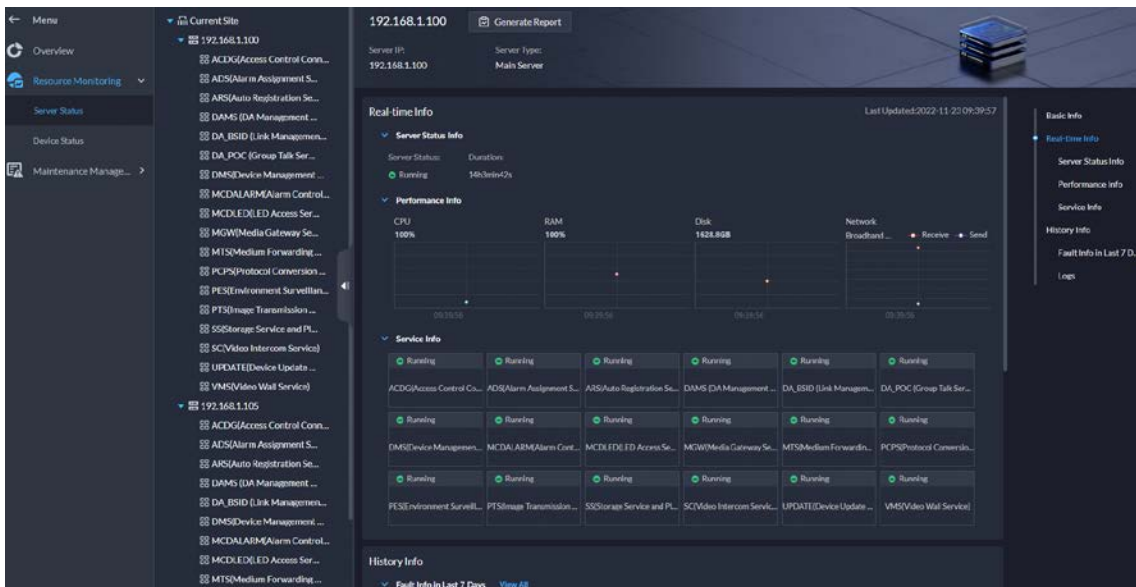 Menu
Overview
Resource Monitoring
Server Status
Device Status
Maintenance Manage...
Current Site
192.168.1.100
ACDG(Access Control Conn...
ADS(Alarm Assignment S...
ARS(Auto Registration Se...
DAMS (DA Management ...
DA_BSID (Link Managemen...
DA_POC (Group Talk Ser...
DMS(Device Management ...
MCDALARM(Alarm Control...
MCDLED(LED Access Ser...
MGW(Media Gateway Se...
MTS(Medium Forwarding ...
PCPS(Protocol Conversion ...
PES(Environment Surveillan...
PTS(Image Transmission ...
SS(Storage Service and Pl...
SC(Video Intercom Service)
UPDATE(Device Update ...
VMS(Video Wall Service)
192.168.1.105
ACDG(Access Control Conn...
ADS(Alarm Assignment S...
ARS(Auto Registration Se...
DAMS (DA Management ...
DA_BSID (Link Managemen...
DMS(Device Management ...
MCDALARM(Alarm Control...
MCDLED(LED Access Ser...
MTS(Medium Forwarding ...
192.168.1.100 Generate Report
Server IP: Server Type:
192.168.1.100 Main Server
Real-time Info Last Updated:2022-11-23 09:39:57
Server Status Info
Server Status: Duration:
Running 14h3min42s
Performance Info
CPU RAM Disk Network
100% 100% 1628.8GB Broadband ... Receive Send
09:39:56 09:39:56 09:39:56 09:39:56
Service Info
Running Running Running Running Running Running
ACDG(Access Control Co... ADS(Alarm Assignment S... ARS(Auto Registration Se... DAMS (DA Management ... DA_BSID (Link Managem... DA_POC (Group Talk Ser...
Running Running Running Running Running Running
DMS(Device Managemen... MCDALARM(Alarm Cont... MCDLED(LED Access Se... MGW(Media Gateway Se... MTS(Medium Forwardin... PCPS(Protocol Conversio...
Running Running Running Running Running Running
PES(Environment Surveill... PTS(Image Transmission ... SS(Storage Service and Pl... SC(Video Intercom Servic... UPDATE(Device Update ... VMS(Video Wall Service)
History Info
Fault Info in Last 7 Days View All
Basic Info
Real-time Info
Server Status Info
Performance Info
Service Info
History Info
Fault Info in Last 7 D...
Logs